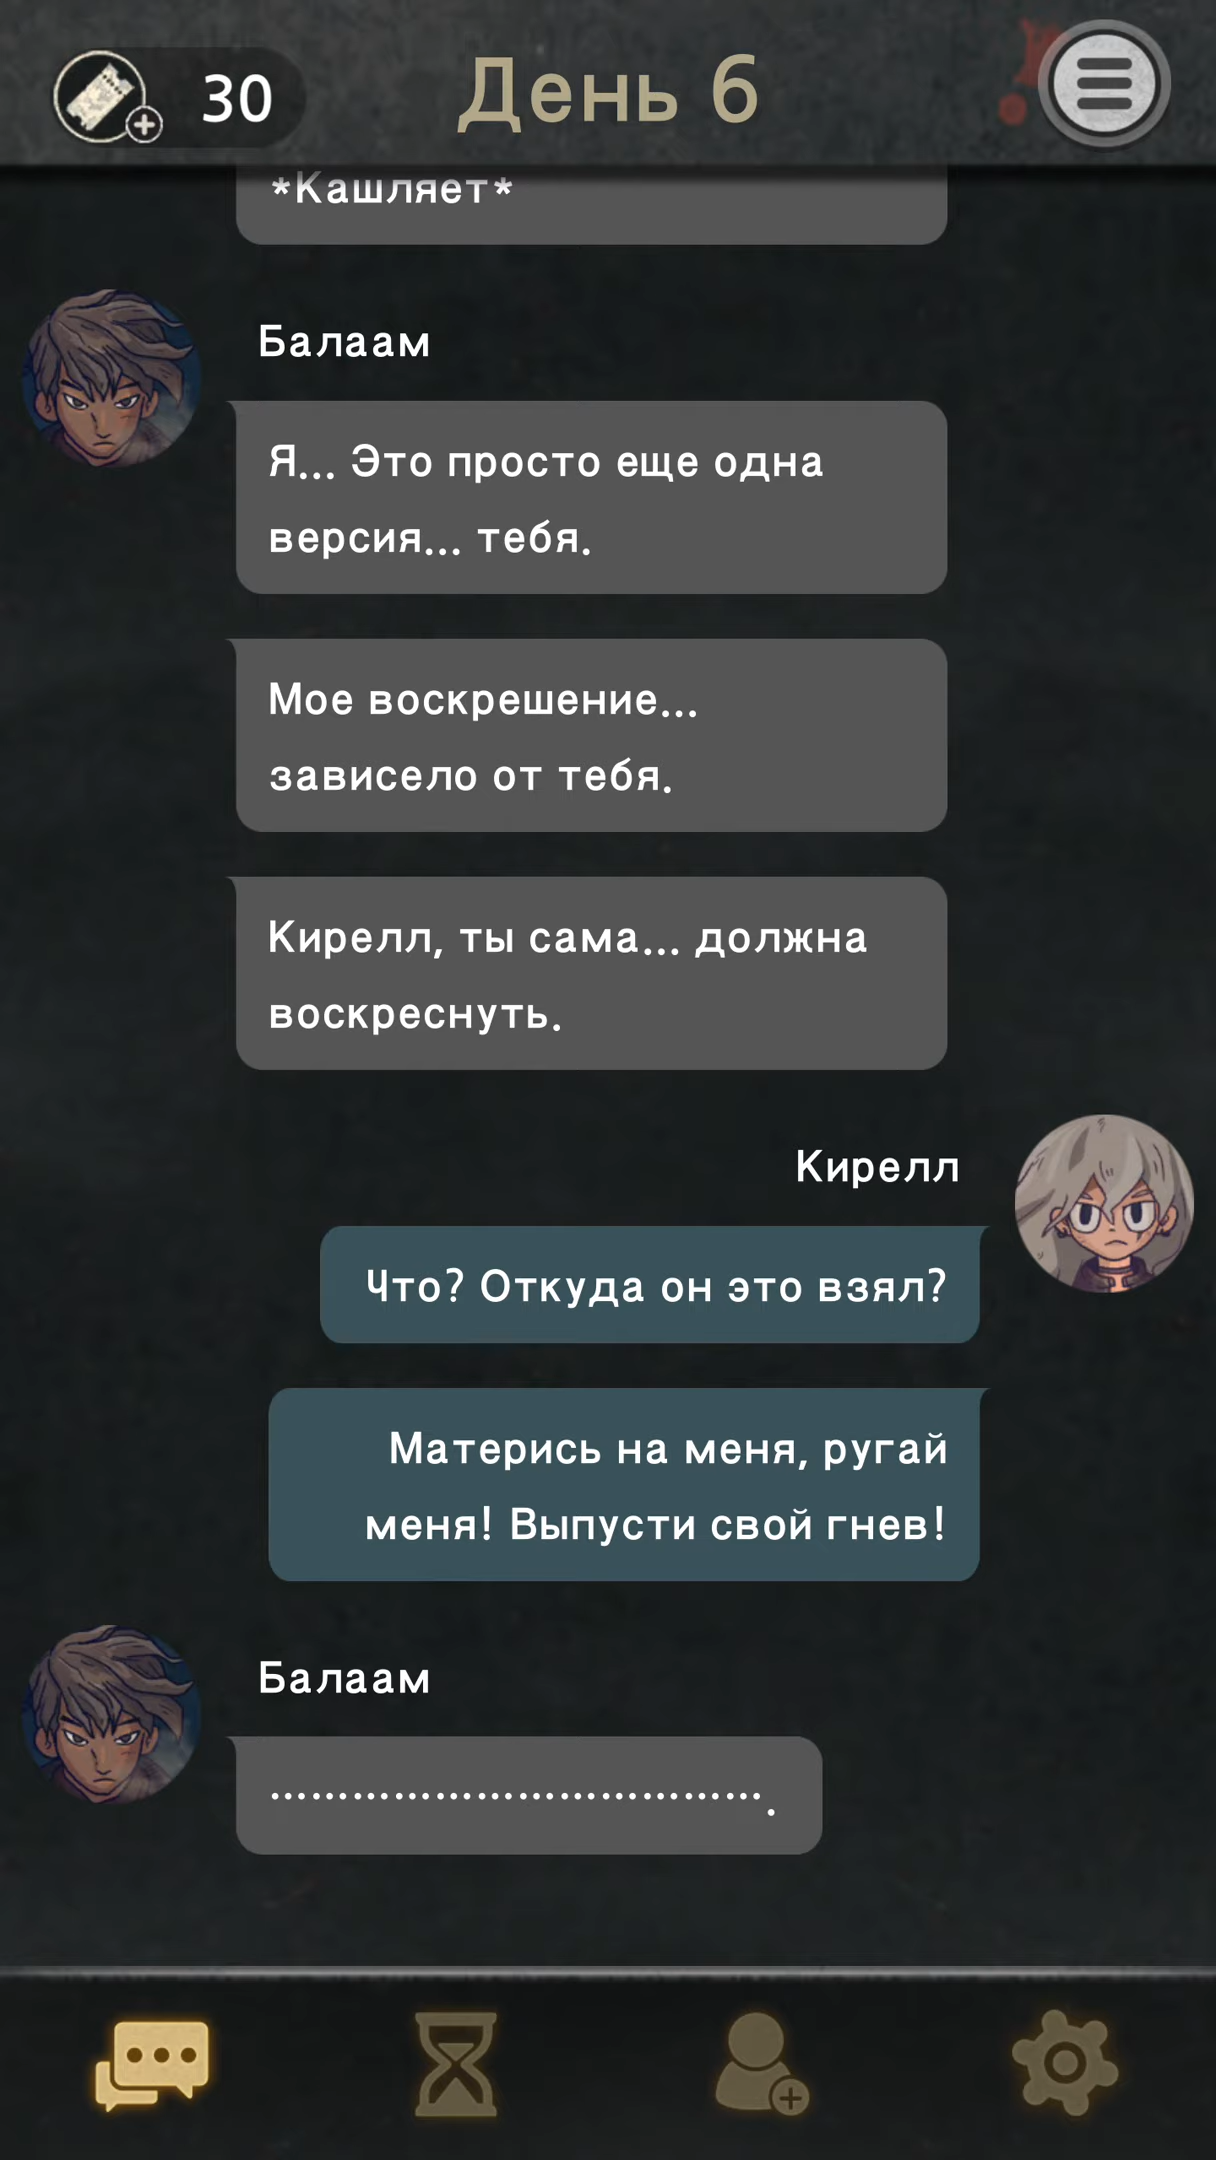 30
День 6
*Кашляет*
Балаам
Я... Это просто еще одна
версия... тебя.
Мое воскрешение...
зависело от тебя.
Кирелл, ты сама... должна
воскреснуть.
Кирелл
Что? Откуда он это взял?
Матерись на меня, ругай
меня! Выпусти свой гнев!
Балаам
………………………………….